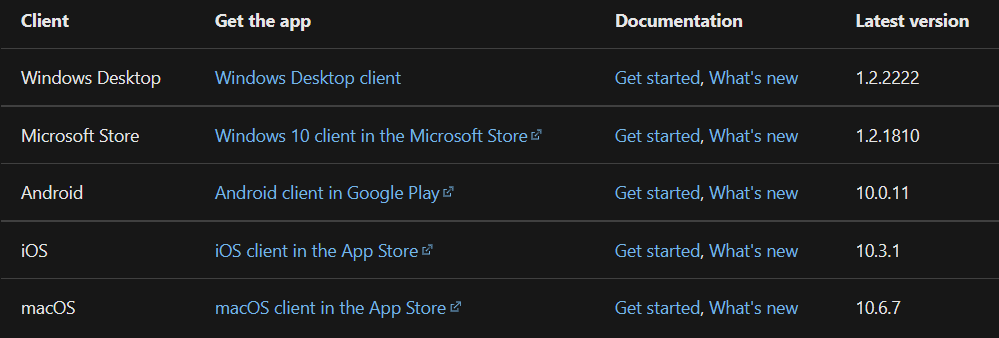 Client Get the app Documentation Latest version
Windows Desktop Windows Desktop client Get started, What's new 1.2.2222
Microsoft Store Windows 10 client in the Microsoft Store Get started, What's new 1.2.1810
Android Android client in Google Play Get started, What's new 10.0.11
iOS iOS client in the App Store Get started, What's new 10.3.1
macOS macOS client in the App Store Get started, What's new 10.6.7